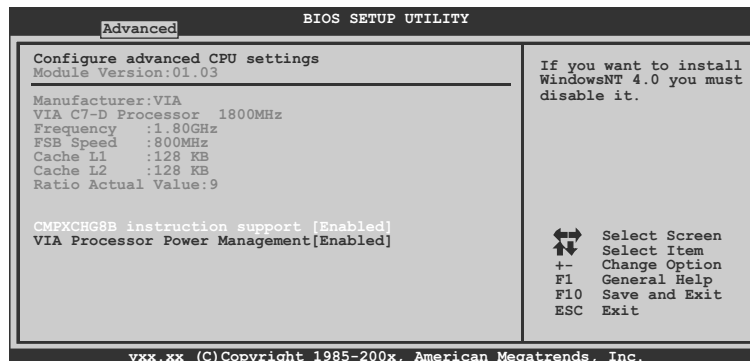 BIOS SETUP UTILITY
Advanced
Configure advanced CPU settings
Module Version:01.03
Manufacturer:VIA
VIA C7-D Processor 1800MHz
Frequency :1.80GHz
FSB Speed :800MHz
Cache L1 :128 KB
Cache L2 :128 KB
Ratio Actual Value:9
CMPXCHG8B instruction support [Enabled]
VIA Processor Power Management[Enabled]
If you want to install
WindowsNT 4.0 you must
disable it.
Select Screen
Select Item
+- Change Option
F1 General Help
F10 Save and Exit
ESC Exit
vxx.xx (C)Copyright 1985-200x, American Megatrends, Inc.